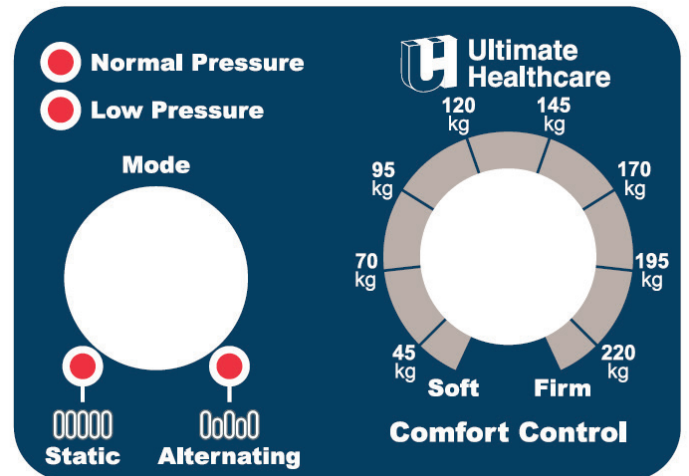 Normal Pressure
Low Pressure
Mode
Static
Alternating
Ultimate
Healthcare
45
kg
70
kg
95
kg
120
kg
145
kg
170
kg
195
kg
220
kg
Soft
Firm
Comfort Control